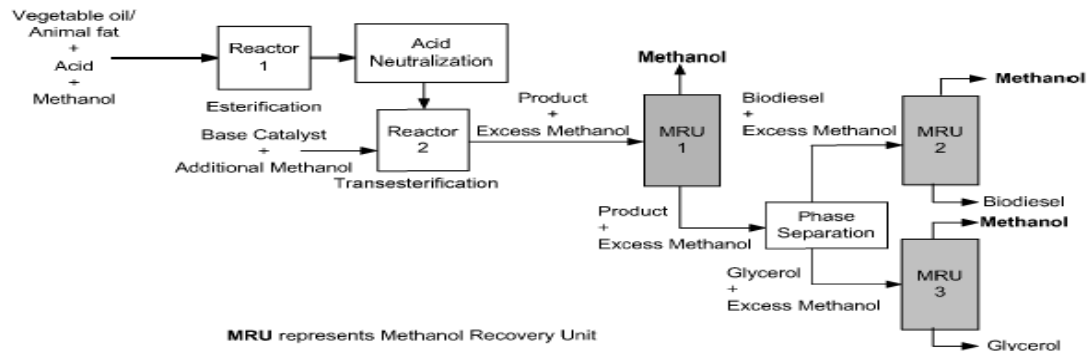 Vegetable oil/
Animal fat
+
Acid
+
Methanol
Reactor
1
Esterification
Acid
Neutralization
Base Catalyst
+
Additional Methanol
Reactor
2
Transesterification
Product
+
Excess Methanol
Methanol
MRU
1
Product
+
Excess Methanol
Phase
Separation
Biodiesel
+
Excess Methanol
MRU
2
Methanol
Biodiesel
Glycerol
+
Excess Methanol
MRU
3
Methanol
Glycerol
MRU represents Methanol Recovery Unit